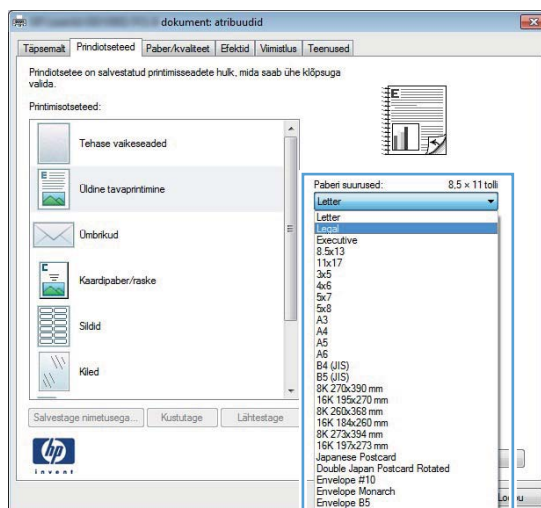 dokument: atribuudid
Täpsemalt Prindiotseteed Paber/kvaliteet Efektid Viimistlus Teenused
Prindiotsetee on salvestatud printimisseadete hulk, mida saab ühe klõpsuga
valida.
Printimisotseteed:
Tehase vaikeseaded
Üldine tavaprintimine
Ümbrikud
Kaardipaber/raske
Sildid
Kiled
Salvestage nimetusega... Kustutage Lähtestage
hp
invent
E
E
C
Paberi suurused: 8,5 × 11 tolli
Letter
Letter
Legal
Executive
8.5x13
11x17
3x5
4x6
5x7
5x8
A3
A4
A5
A6
B4 (JIS)
B5 (JIS)
8K 270x390 mm
16K 195x270 mm
8K 260x368 mm
16K 184x260 mm
8K 273x394 mm
16K 197x273 mm
Japanese Postcard
Double Japan Postcard Rotated
Envelope #10
Envelope Monarch
Envelope B5